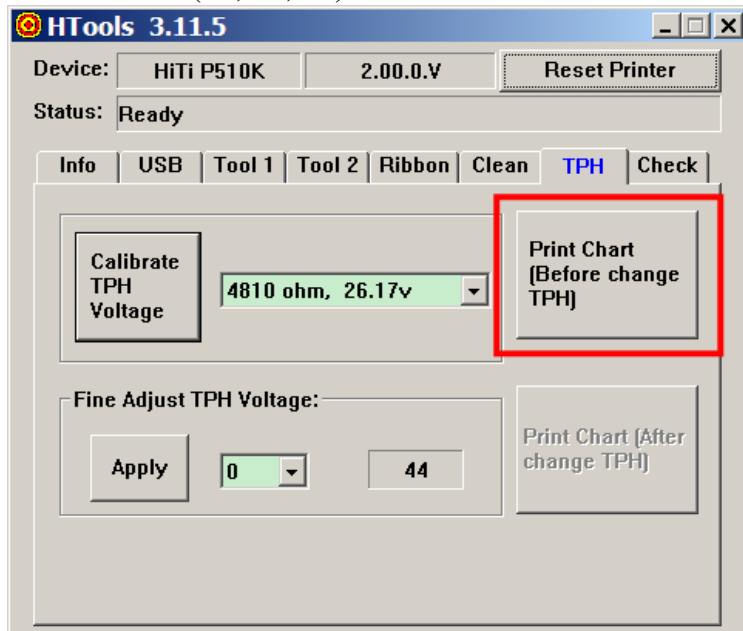 HTools 3.11.5
Device: HiTi P510K 2.00.0.V Reset Printer
Status: Ready
Info USB Tool 1 Tool 2 Ribbon Clean TPH Check
Calibrate
TPH
Voltage
4810 ohm, 26.17v
Print Chart
(Before change
TPH)
Fine Adjust TPH Voltage:
Apply
0
44
Print Chart (After
change TPH)